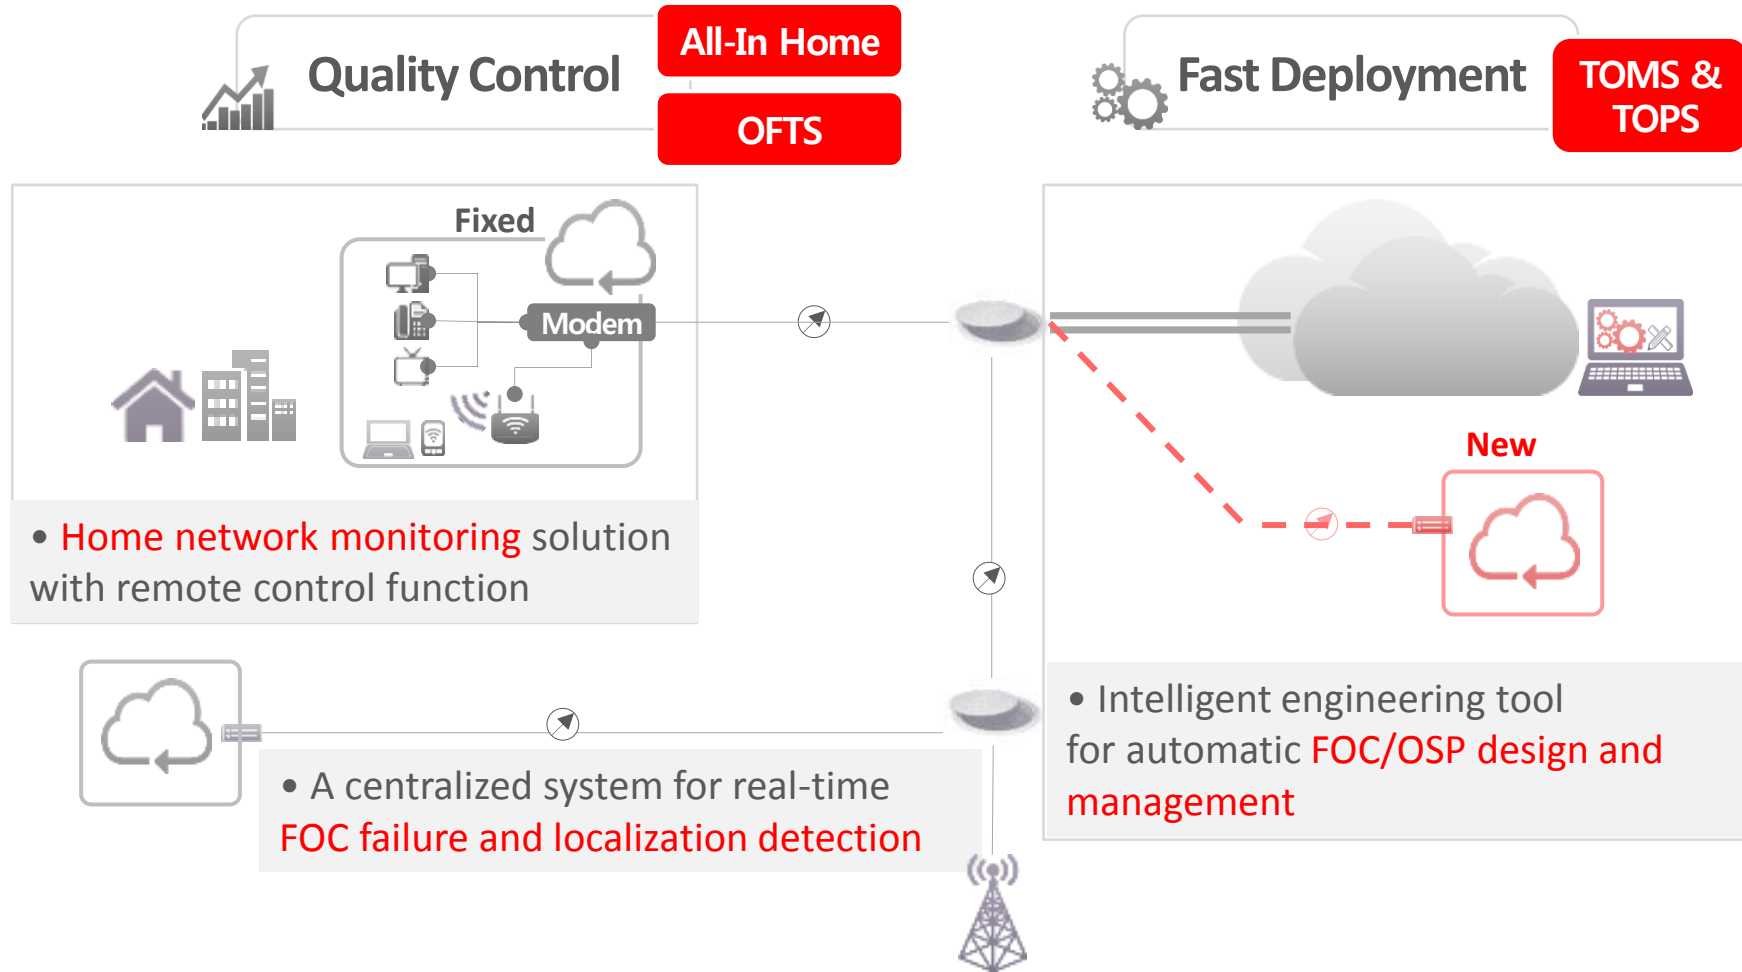 Quality Control
All-In Home
OFTS
Fast Deployment
TOMS &
TOPS
Fixed
Modem
• Home network monitoring solution
with remote control function
New
• A centralized system for real-time
FOC failure and localization detection
• Intelligent engineering tool
for automatic FOC/OSP design and
management